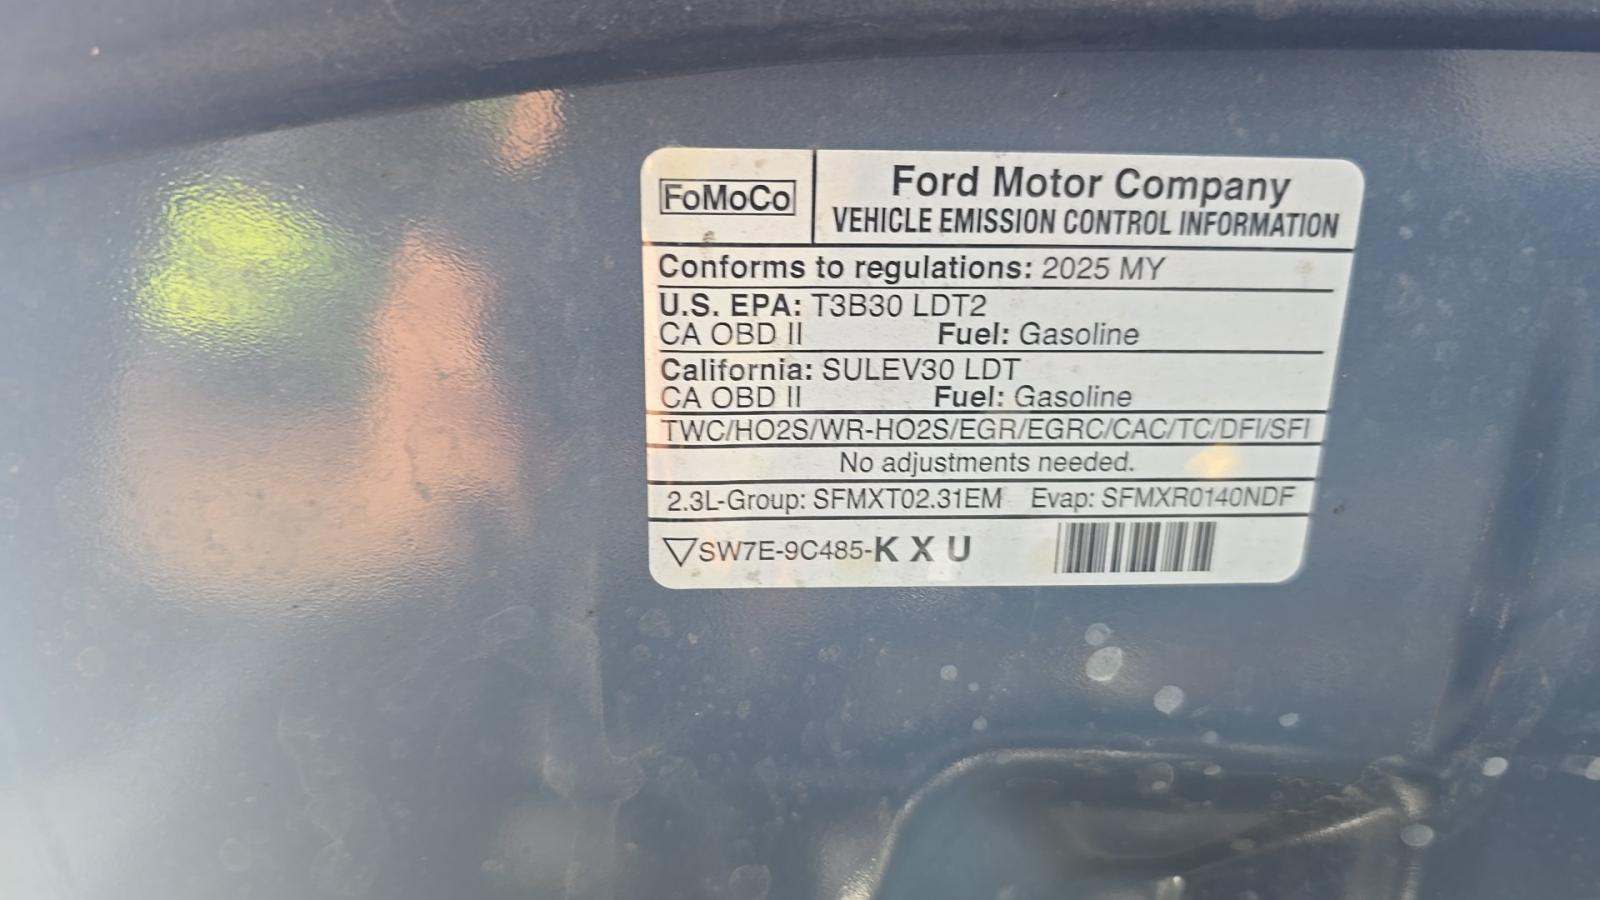 FoMoCo
Ford Motor Company
VEHICLE EMISSION CONTROL INFORMATION
Conforms to regulations: 2025 MY
U.S. EPA: T3B30 LDT2
CA OBD II Fuel: Gasoline
California: SULEV30 LDT
CA OBD II Fuel: Gasoline
TWC/HO2S/WR-HO2S/EGR/EGRC/CAC/TC/DFI/SFI
No adjustments needed.
2.3L-Group: SFMXT02.31EM Evap: SFMXR0140NDF
SW7E-9C485-K X U